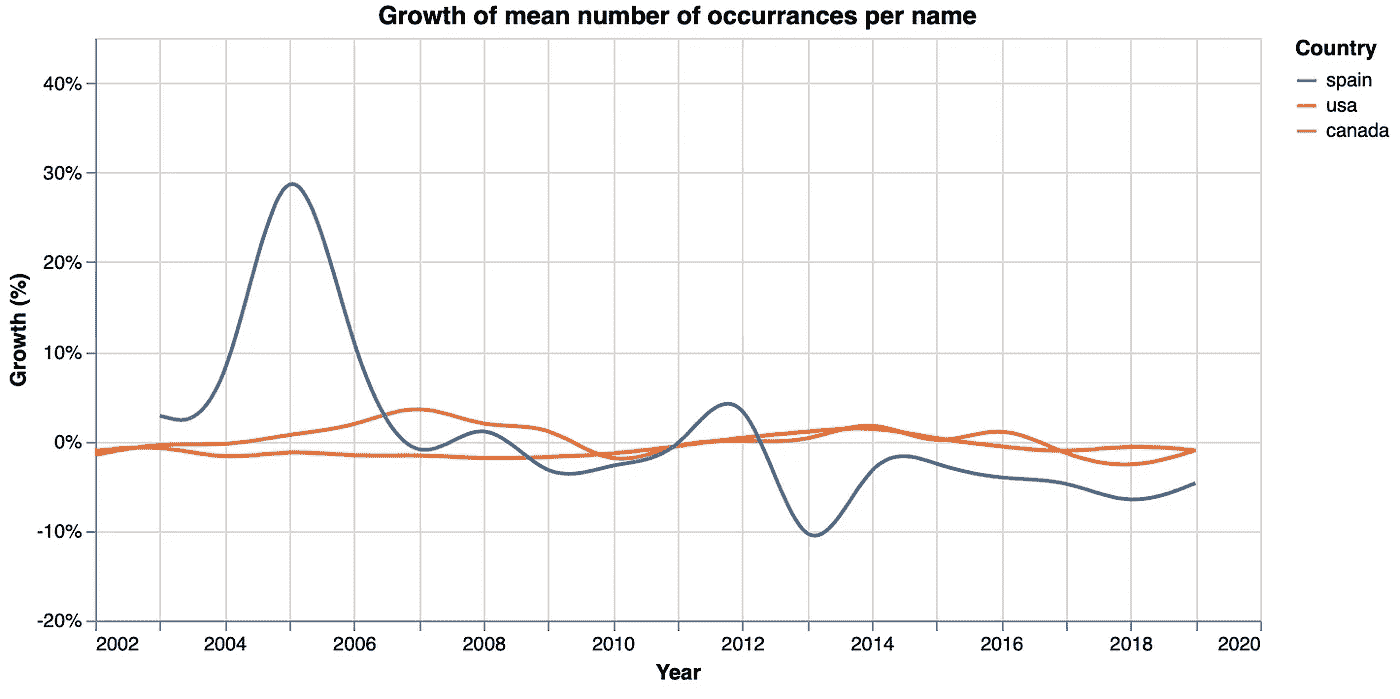 Growth of mean number of occurrances per name
Country
spain
usa
canada
40%
30%
20%
10%
0%
-10%
-20%
Growth (%)
2002 2004 2006 2008 2010 2012 2014 2016 2018 2020
Year